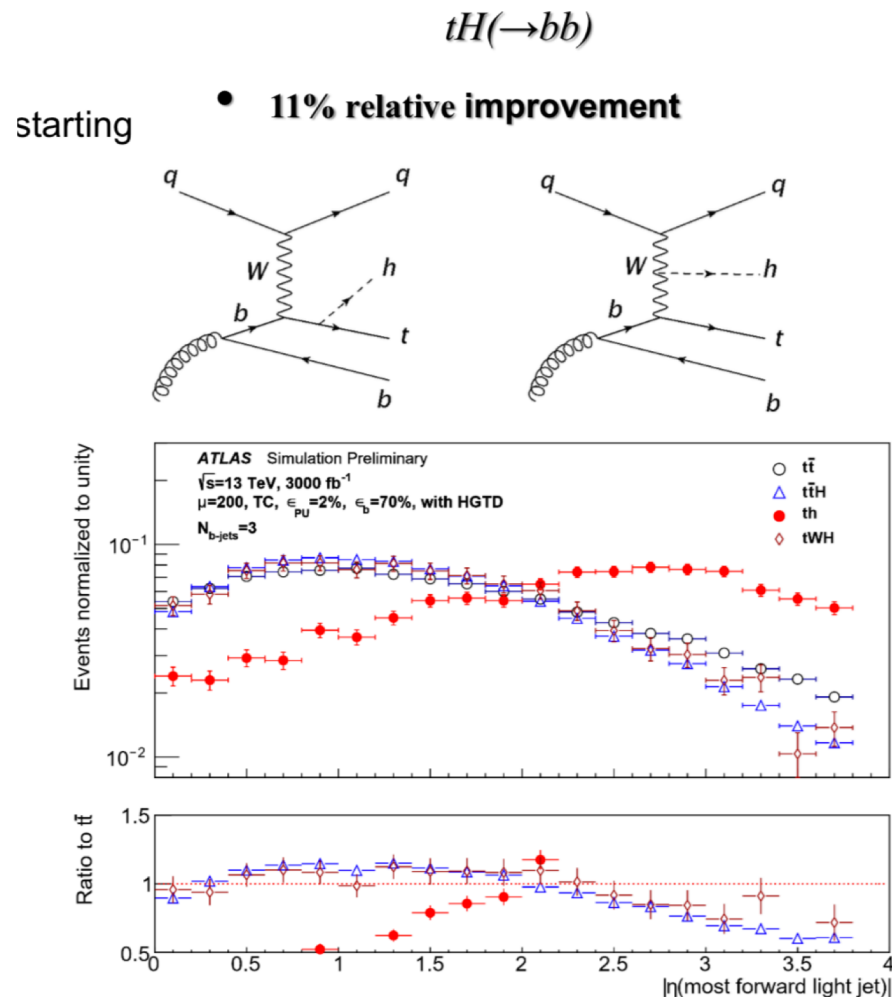 tH(→bb)
• 11% relative improvement
starting
q q q q
W h W h
b t b t
b b
ATLAS Simulation Preliminary
√s=13 TeV, 3000 fb⁻¹
μ=200, TC, ϵPU=2%, ϵb=70%, with HGTD
Nb-jets=3
tt̄
tt̄H
th
tWH
Events normalized to unity
10⁻¹
10⁻²
Ratio to tt̄
1.5
1
0.5
0 0.5 1 1.5 2 2.5 3 3.5 4
|η(most forward light jet)|